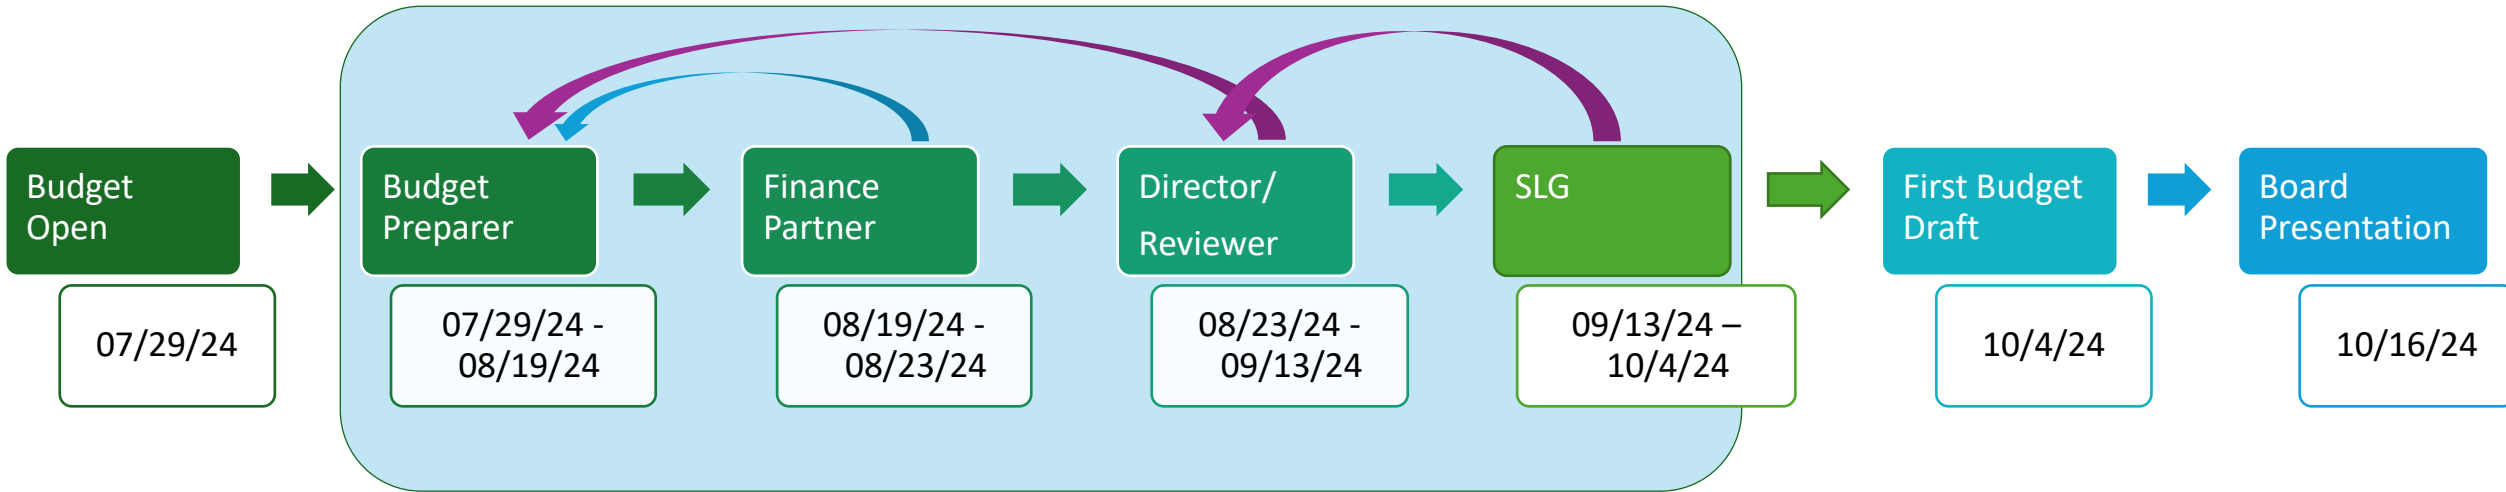 Budget
Open
Budget
Preparer
Finance
Partner
Director/
Reviewer
SLG
First Budget
Draft
Board
Presentation
07/29/24
07/29/24 -
08/19/24
08/19/24 -
08/23/24
08/23/24 -
09/13/24
09/13/24 –
10/4/24
10/4/24
10/16/24